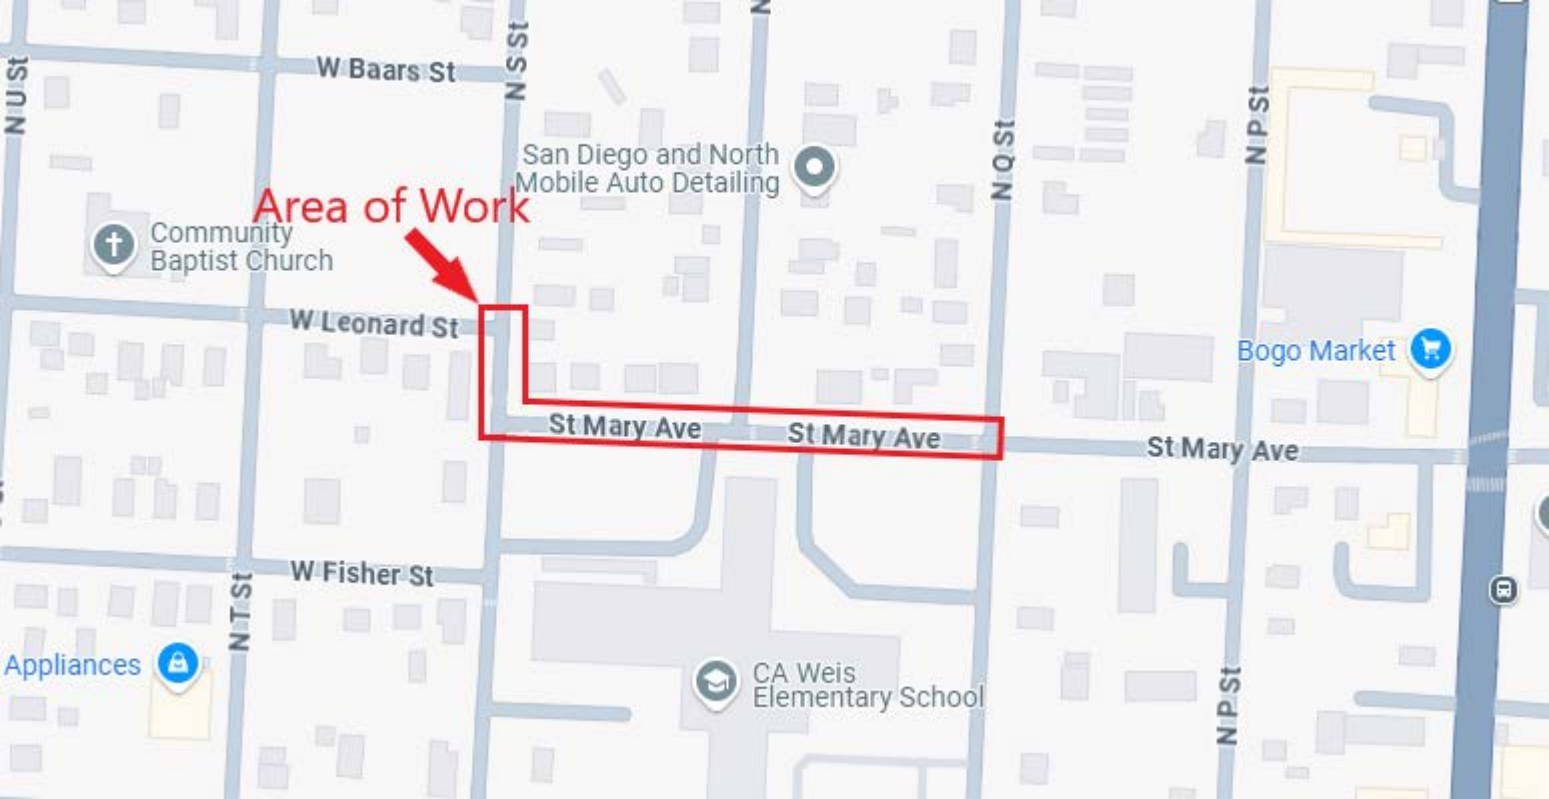 N
W Baars St
N S St
N U St
N P St
N Q St
San Diego and North
Mobile Auto Detailing
Area of Work
Community
Baptist Church
W Leonard St
Bogo Market
St Mary Ave
St Mary Ave
St Mary Ave
W Fisher St
N T St
Appliances
CA Weis
Elementary School
N P St